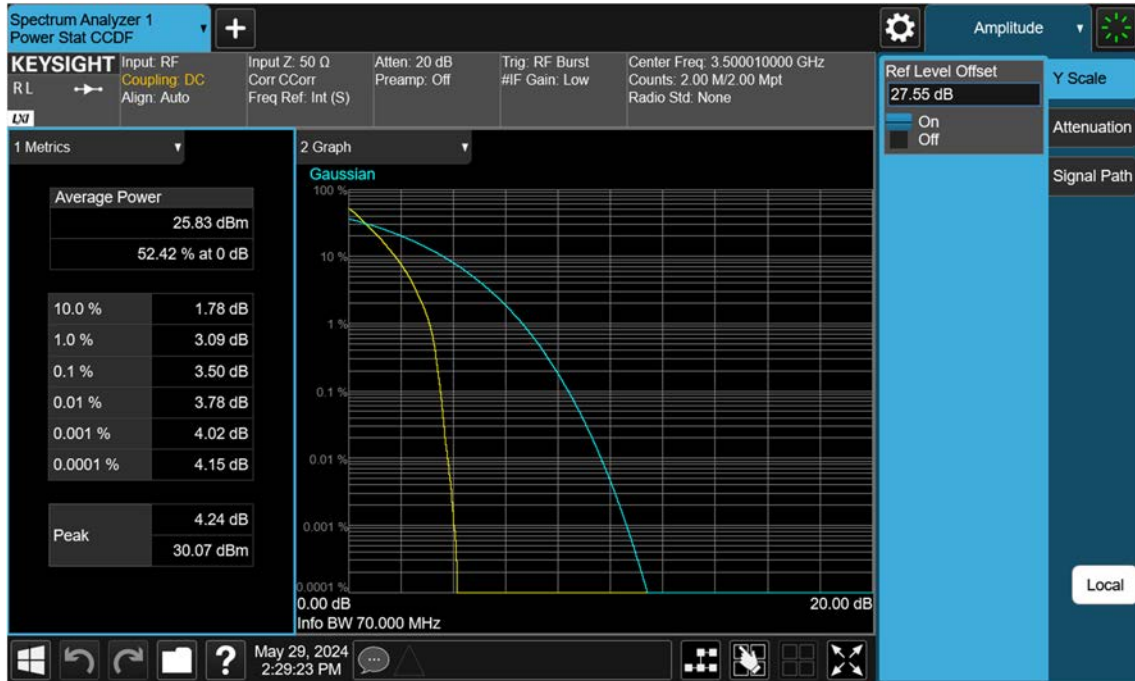 Spectrum Analyzer 1
Power Stat CCDF
+
Amplitude
KEYSIGHT
R L
LXI
Input: RF
Coupling: DC
Align: Auto
Input Z: 50 Ω
Corr CCorr
Freq Ref: Int (S)
Atten: 20 dB
Preamp: Off
Trig: RF Burst
#IF Gain: Low
Center Freq: 3.500010000 GHz
Counts: 2.00 M/2.00 Mpt
Radio Std: None
Ref Level Offset
27.55 dB
On
Off
Y Scale
Attenuation
Signal Path
1 Metrics
Average Power
25.83 dBm
52.42 % at 0 dB
10.0 % 1.78 dB
1.0 % 3.09 dB
0.1 % 3.50 dB
0.01 % 3.78 dB
0.001 % 4.02 dB
0.0001 % 4.15 dB
Peak
4.24 dB
30.07 dBm
2 Graph
Gaussian
100 %
10 %
1 %
0.1 %
0.01 %
0.001 %
0.0001 %
0.00 dB 20.00 dB
Info BW 70.000 MHz
Local
?
May 29, 2024
2:29:23 PM